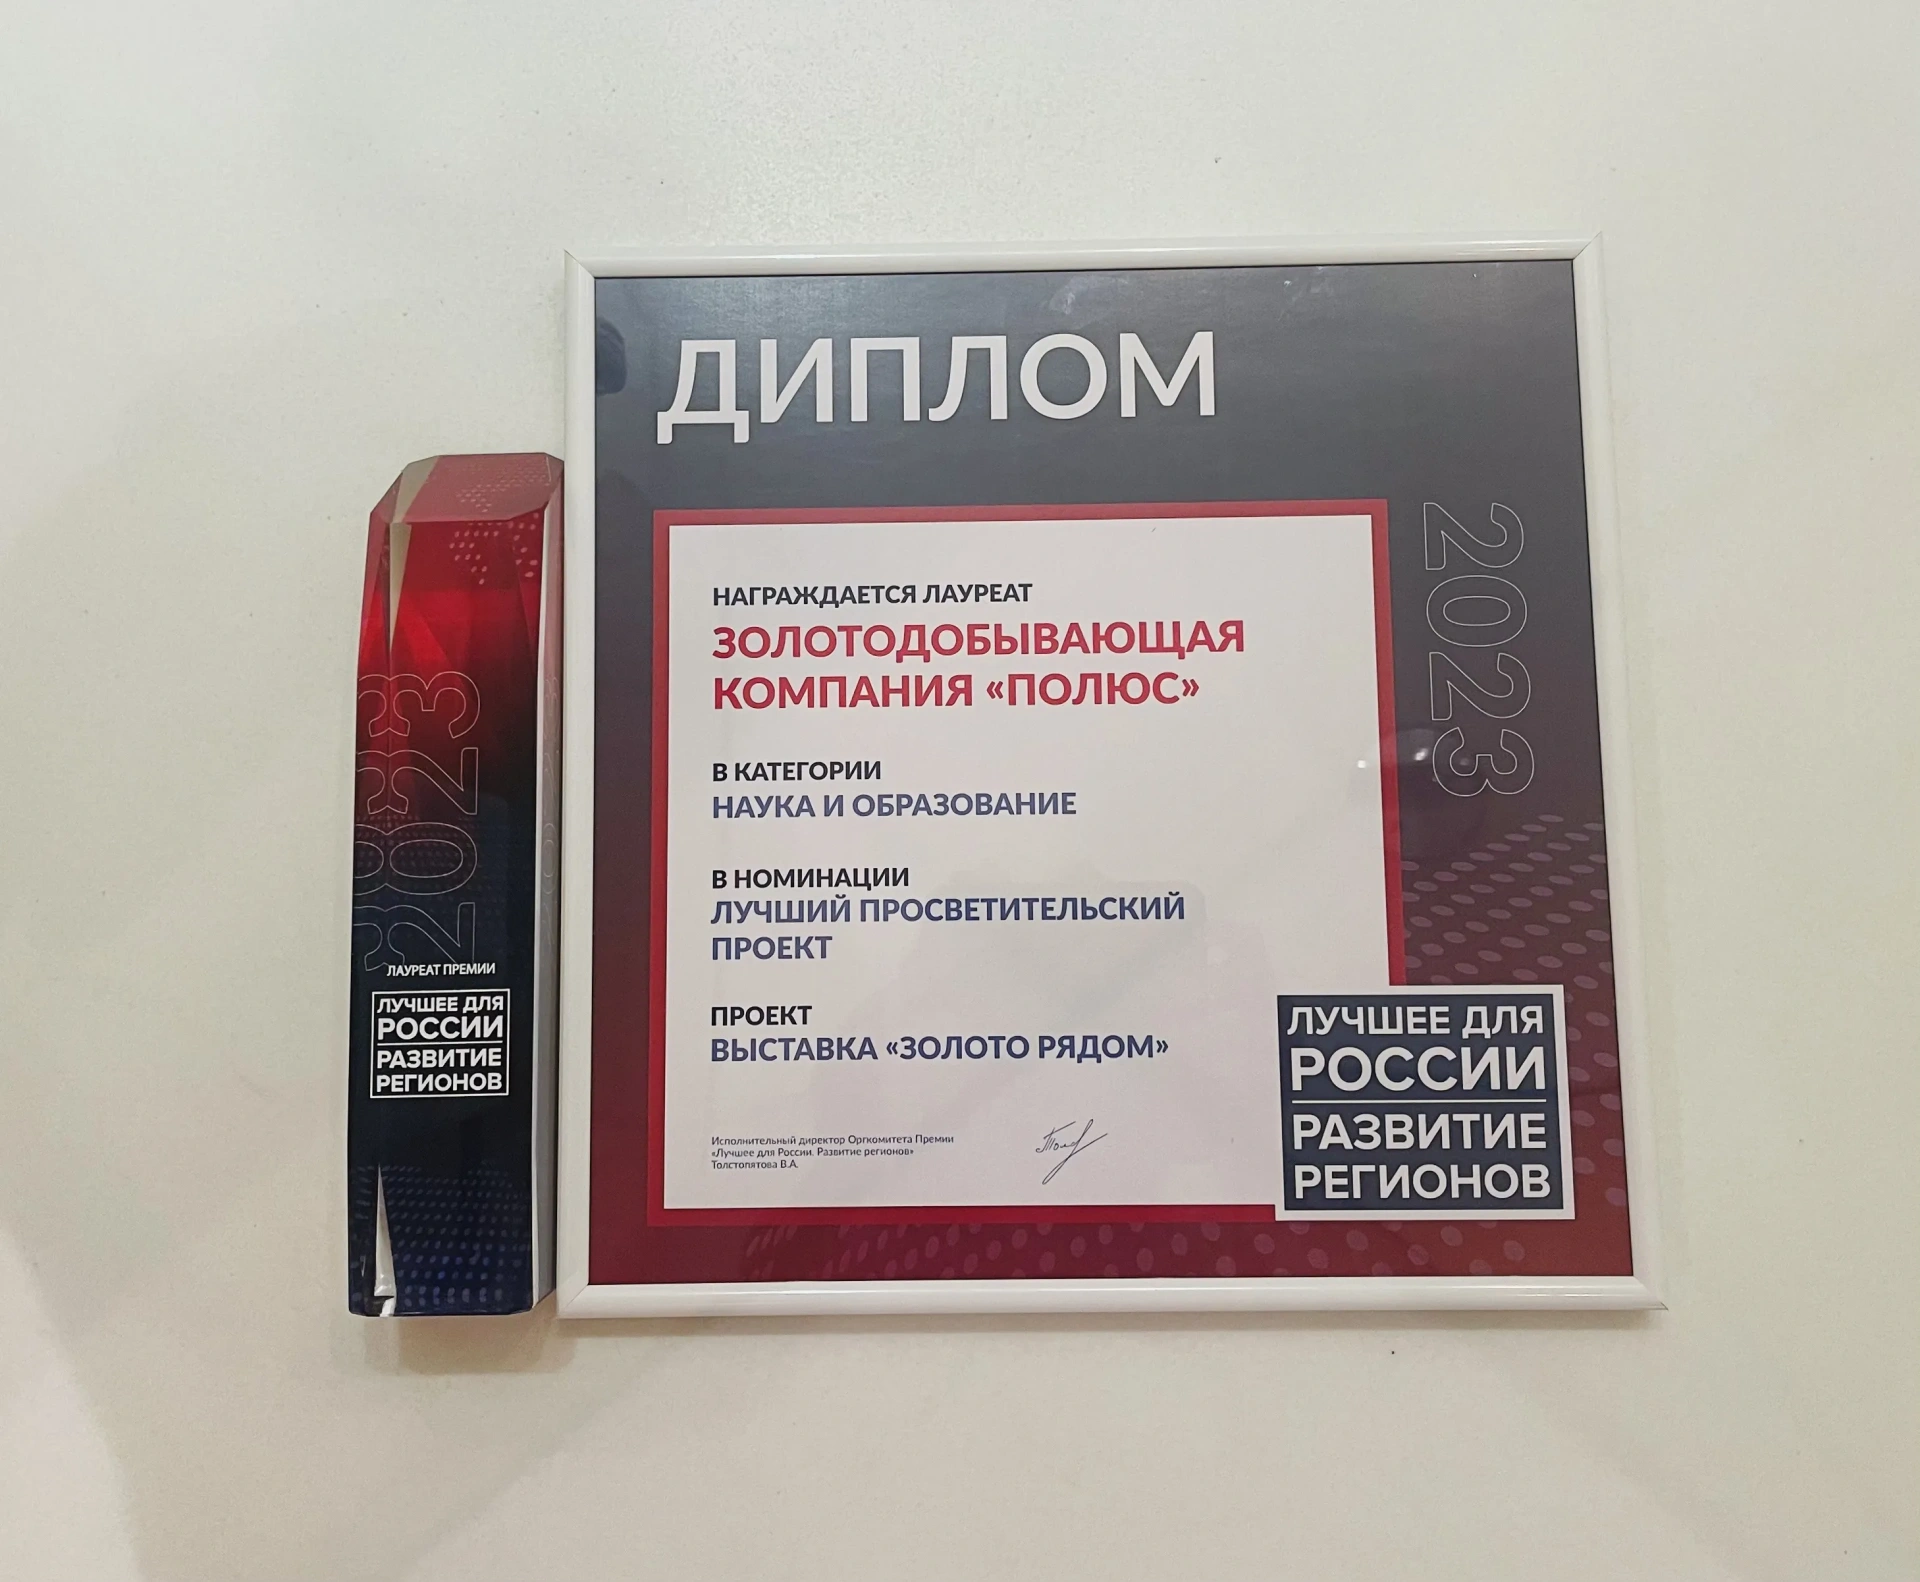 ДИПЛОМ
2023
НАГРАЖДАЕТСЯ ЛАУРЕАТ
ЗОЛОТОДОБЫВАЮЩАЯ
КОМПАНИЯ «ПОЛЮС»
В КАТЕГОРИИ
НАУКА И ОБРАЗОВАНИЕ
В НОМИНАЦИИ
ЛУЧШИЙ ПРОСВЕТИТЕЛЬСКИЙ
ПРОЕКТ
ПРОЕКТ
ВЫСТАВКА «ЗОЛОТО РЯДОМ»
Исполнительный директор Оргкомитета Премии
«Лучшее для России. Развитие регионов»
Толстопятова В.А.
ЛУЧШЕЕ ДЛЯ
РОССИИ
РАЗВИТИЕ
РЕГИОНОВ
2023
ЛАУРЕАТ ПРЕМИИ
ЛУЧШЕЕ ДЛЯ
РОССИИ
РАЗВИТИЕ
РЕГИОНОВ